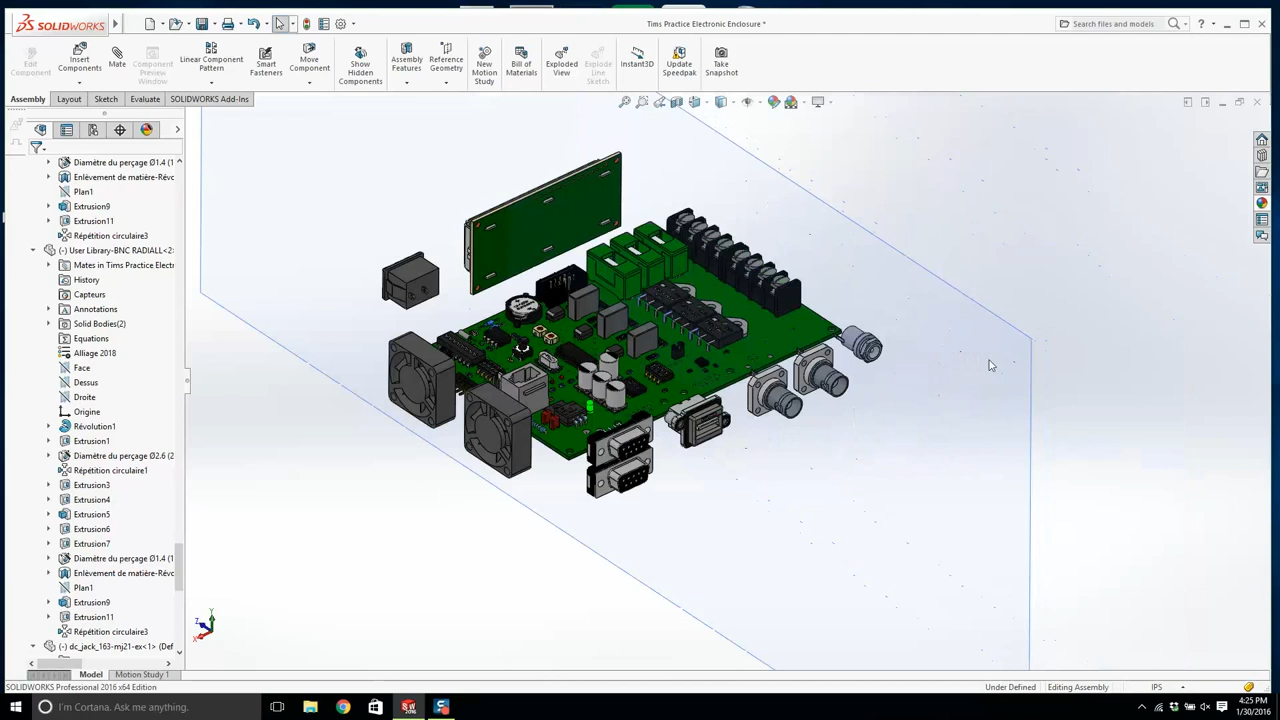 SOLIDWORKS
Tims Practice Electronic Enclosure *
Search files and models
Edit Component
Insert Components
Mate
Component Preview Window
Linear Component Pattern
Smart Fasteners
Move Component
Show Hidden Components
Assembly Features
Reference Geometry
New Motion Study
Bill of Materials
Exploded View
Explode Line Sketch
Instant3D
Update Speedpak
Take Snapshot
Assembly Layout Sketch Evaluate SOLIDWORKS Add-Ins
Diamètre du perçage Ø1.4 (1
Enlèvement de matière-Révo
Plan1
Extrusion9
Extrusion11
Répétition circulaire3
(-) User Library-BNC RADIALL<2>
Mates in Tims Practice Electr
History
Capteurs
Annotations
Solid Bodies(2)
Equations
Alliage 2018
Face
Dessus
Droite
Origine
Révolution1
Extrusion1
Diamètre du perçage Ø2.6 (2
Répétition circulaire1
Extrusion3
Extrusion4
Extrusion5
Extrusion6
Extrusion7
Diamètre du perçage Ø1.4 (1
Enlèvement de matière-Révo
Plan1
Extrusion9
Extrusion11
Répétition circulaire3
(-) dc_jack_163-mj21-ex<1> (Def
Y
Z
X
Model Motion Study 1
SOLIDWORKS Professional 2016 x64 Edition
Under Defined Editing Assembly IPS
I'm Cortana. Ask me anything.
4:25 PM
1/30/2016